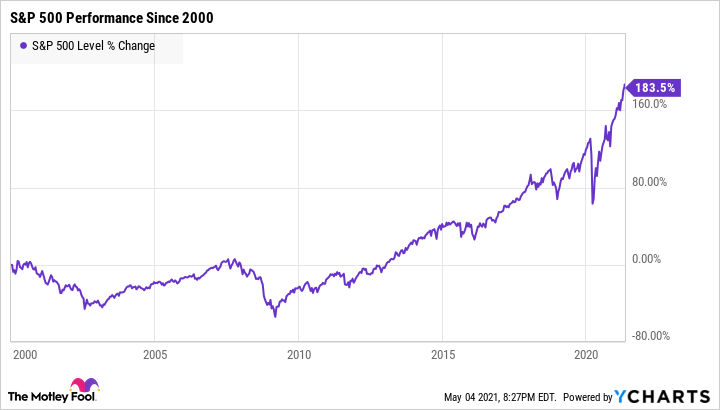 S&P 500 Performance Since 2000
S&P 500 Level % Change
183.5%
160.0%
80.00%
0.00%
-80.00%
2000 2005 2010 2015 2020
The Motley Fool.
May 04 2021, 8:27PM EDT. Powered by YCHARTS